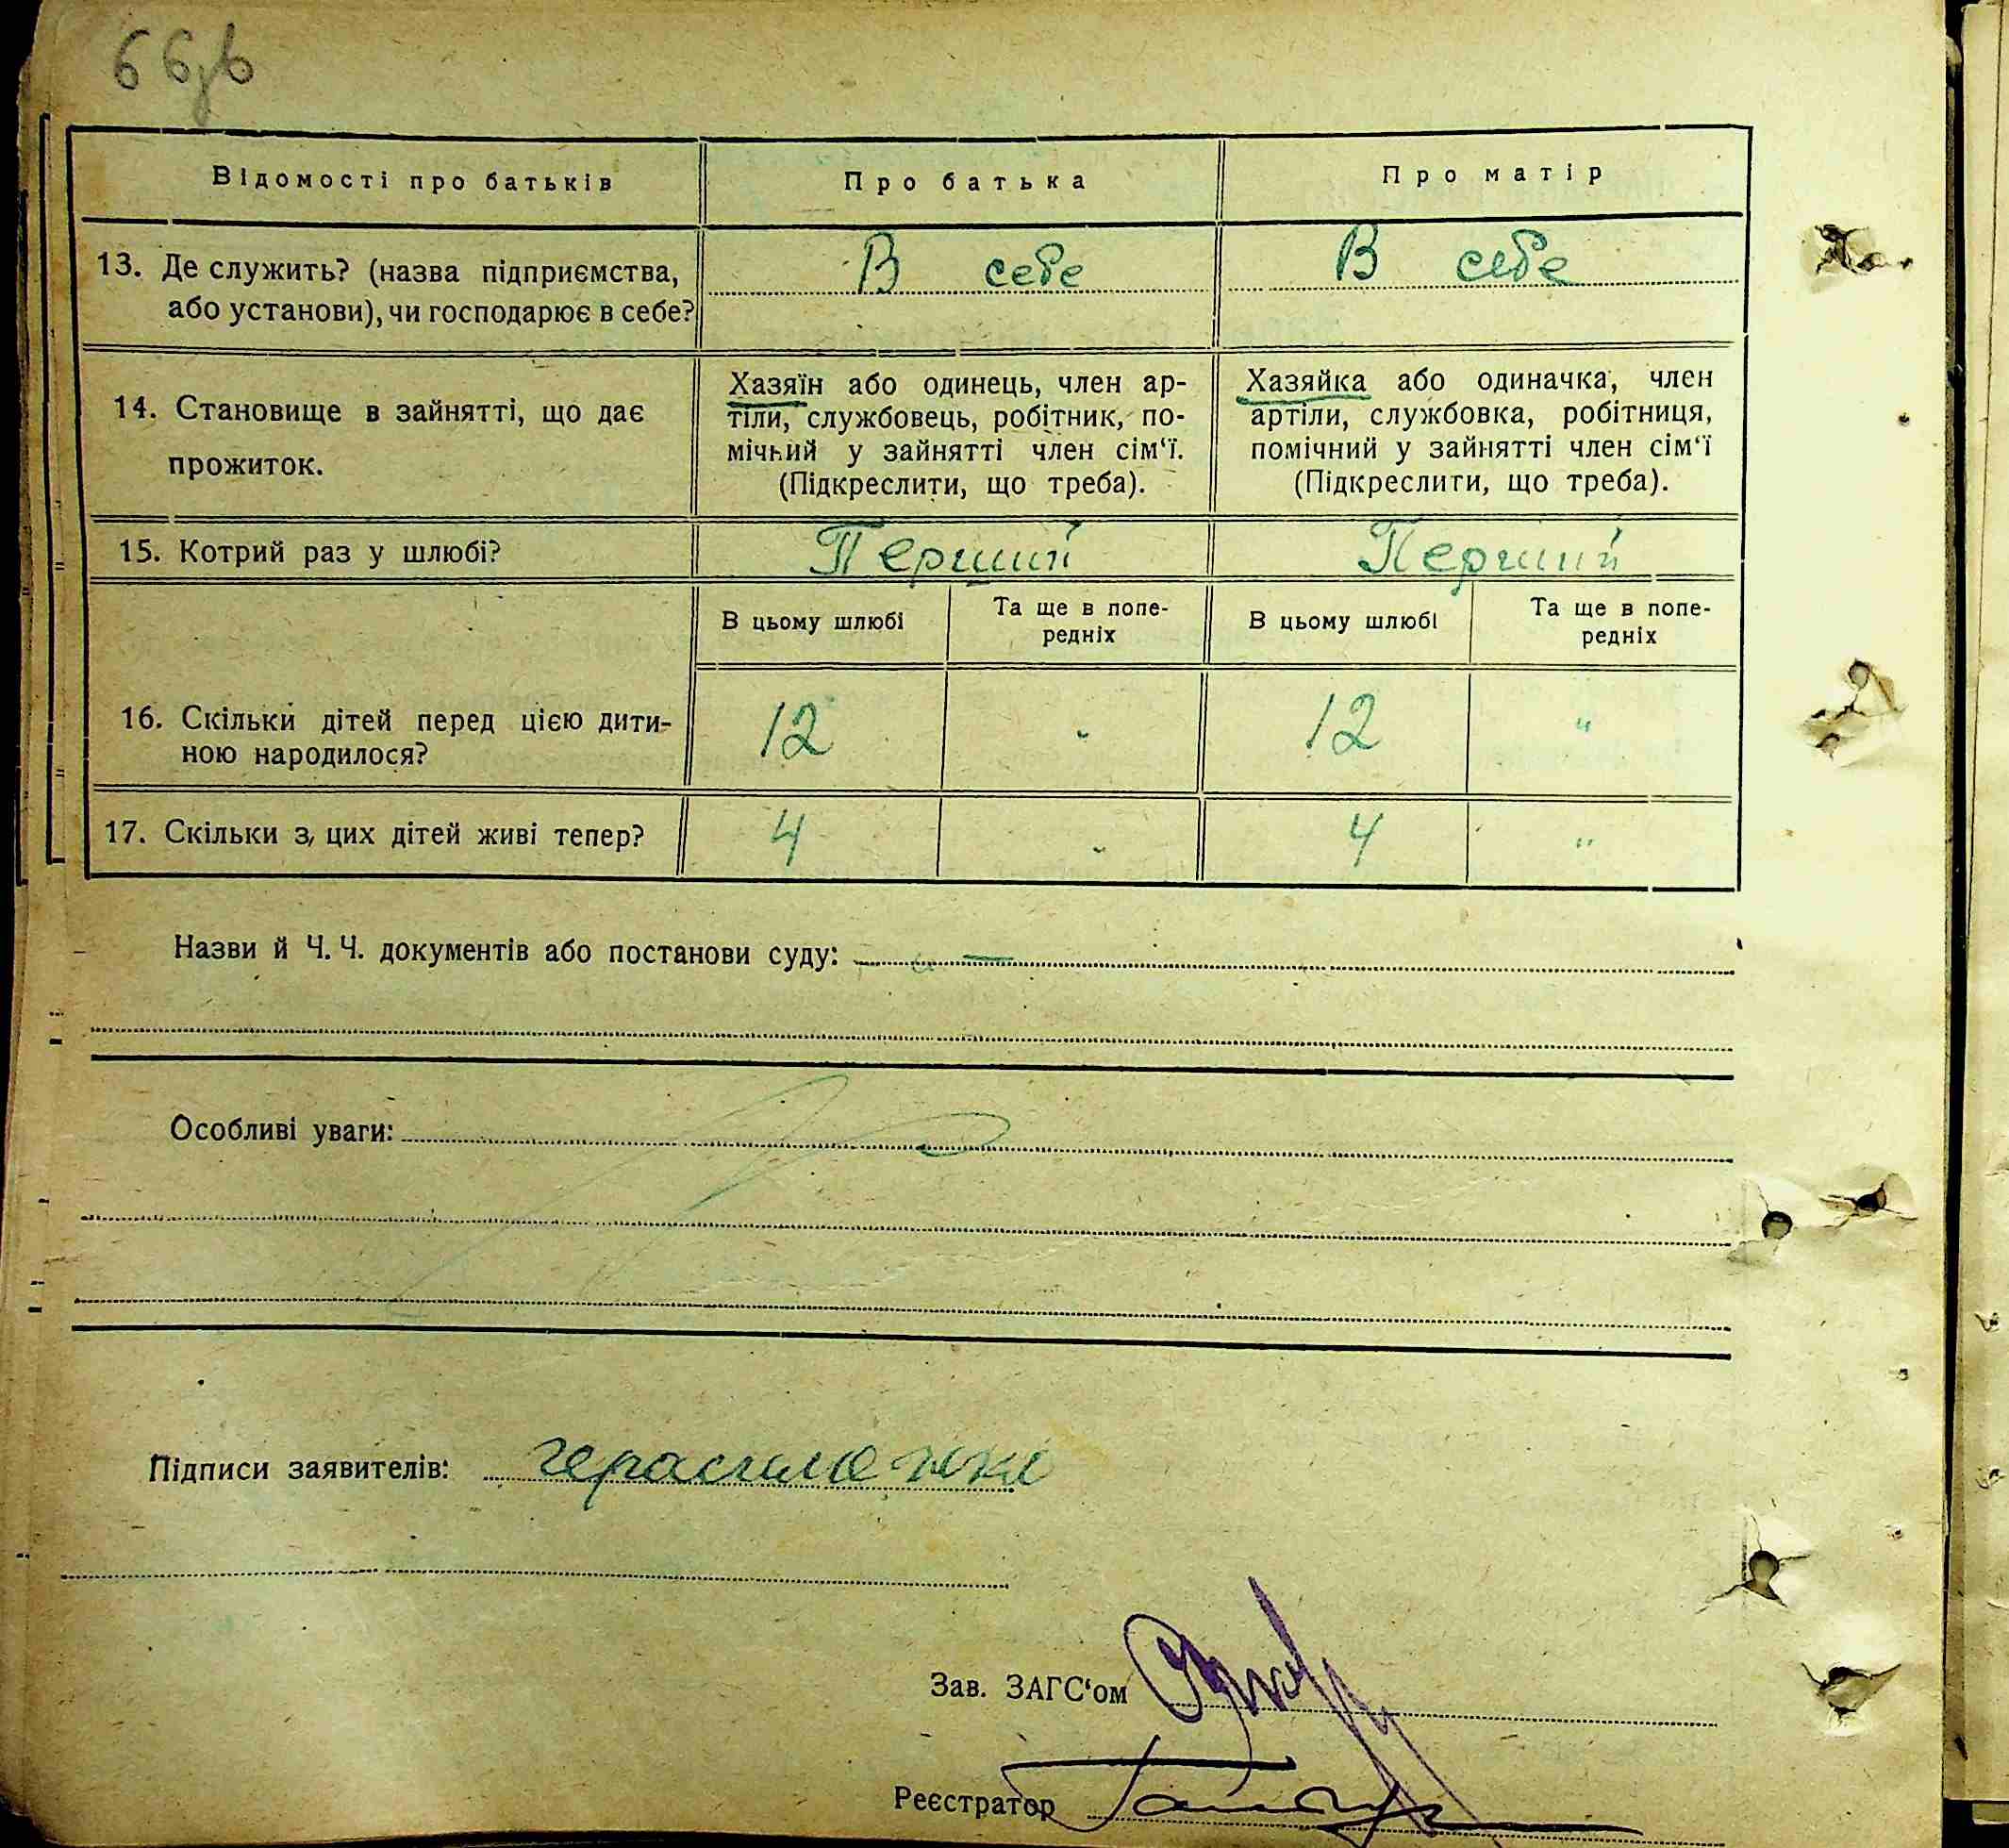 66зв
Відомості про батьків
Про батька
Про матір
13. Де служить? (назва підприємства,
або установи), чи господарює в себе?
В себе
В себе
14. Становище в зайнятті, що дає
прожиток.
Хазяїн або одинець, член ар-
тіли, службовець, робітник, по-
мічний у зайнятті член сім‘ї.
(Підкреслити, що треба).
Хазяйка або одиначка, член
артіли, службовка, робітниця,
помічний у зайнятті член сім‘ї
(Підкреслити, що треба).
15. Котрий раз у шлюбі?
Перший
Перший
В цьому шлюбі
Та ще в попе-
редніх
В цьому шлюбі
Та ще в попе-
редніх
16. Скільки дітей перед цією дити-
ною народилося?
12
-
12
"
17. Скільки з, цих дітей живі тепер?
4
-
4
"
Назви й Ч. Ч. документів або постанови суду: —
Особливі уваги:
Підписи заявителів:
Зав. ЗАГС‘ом
Реєстратор